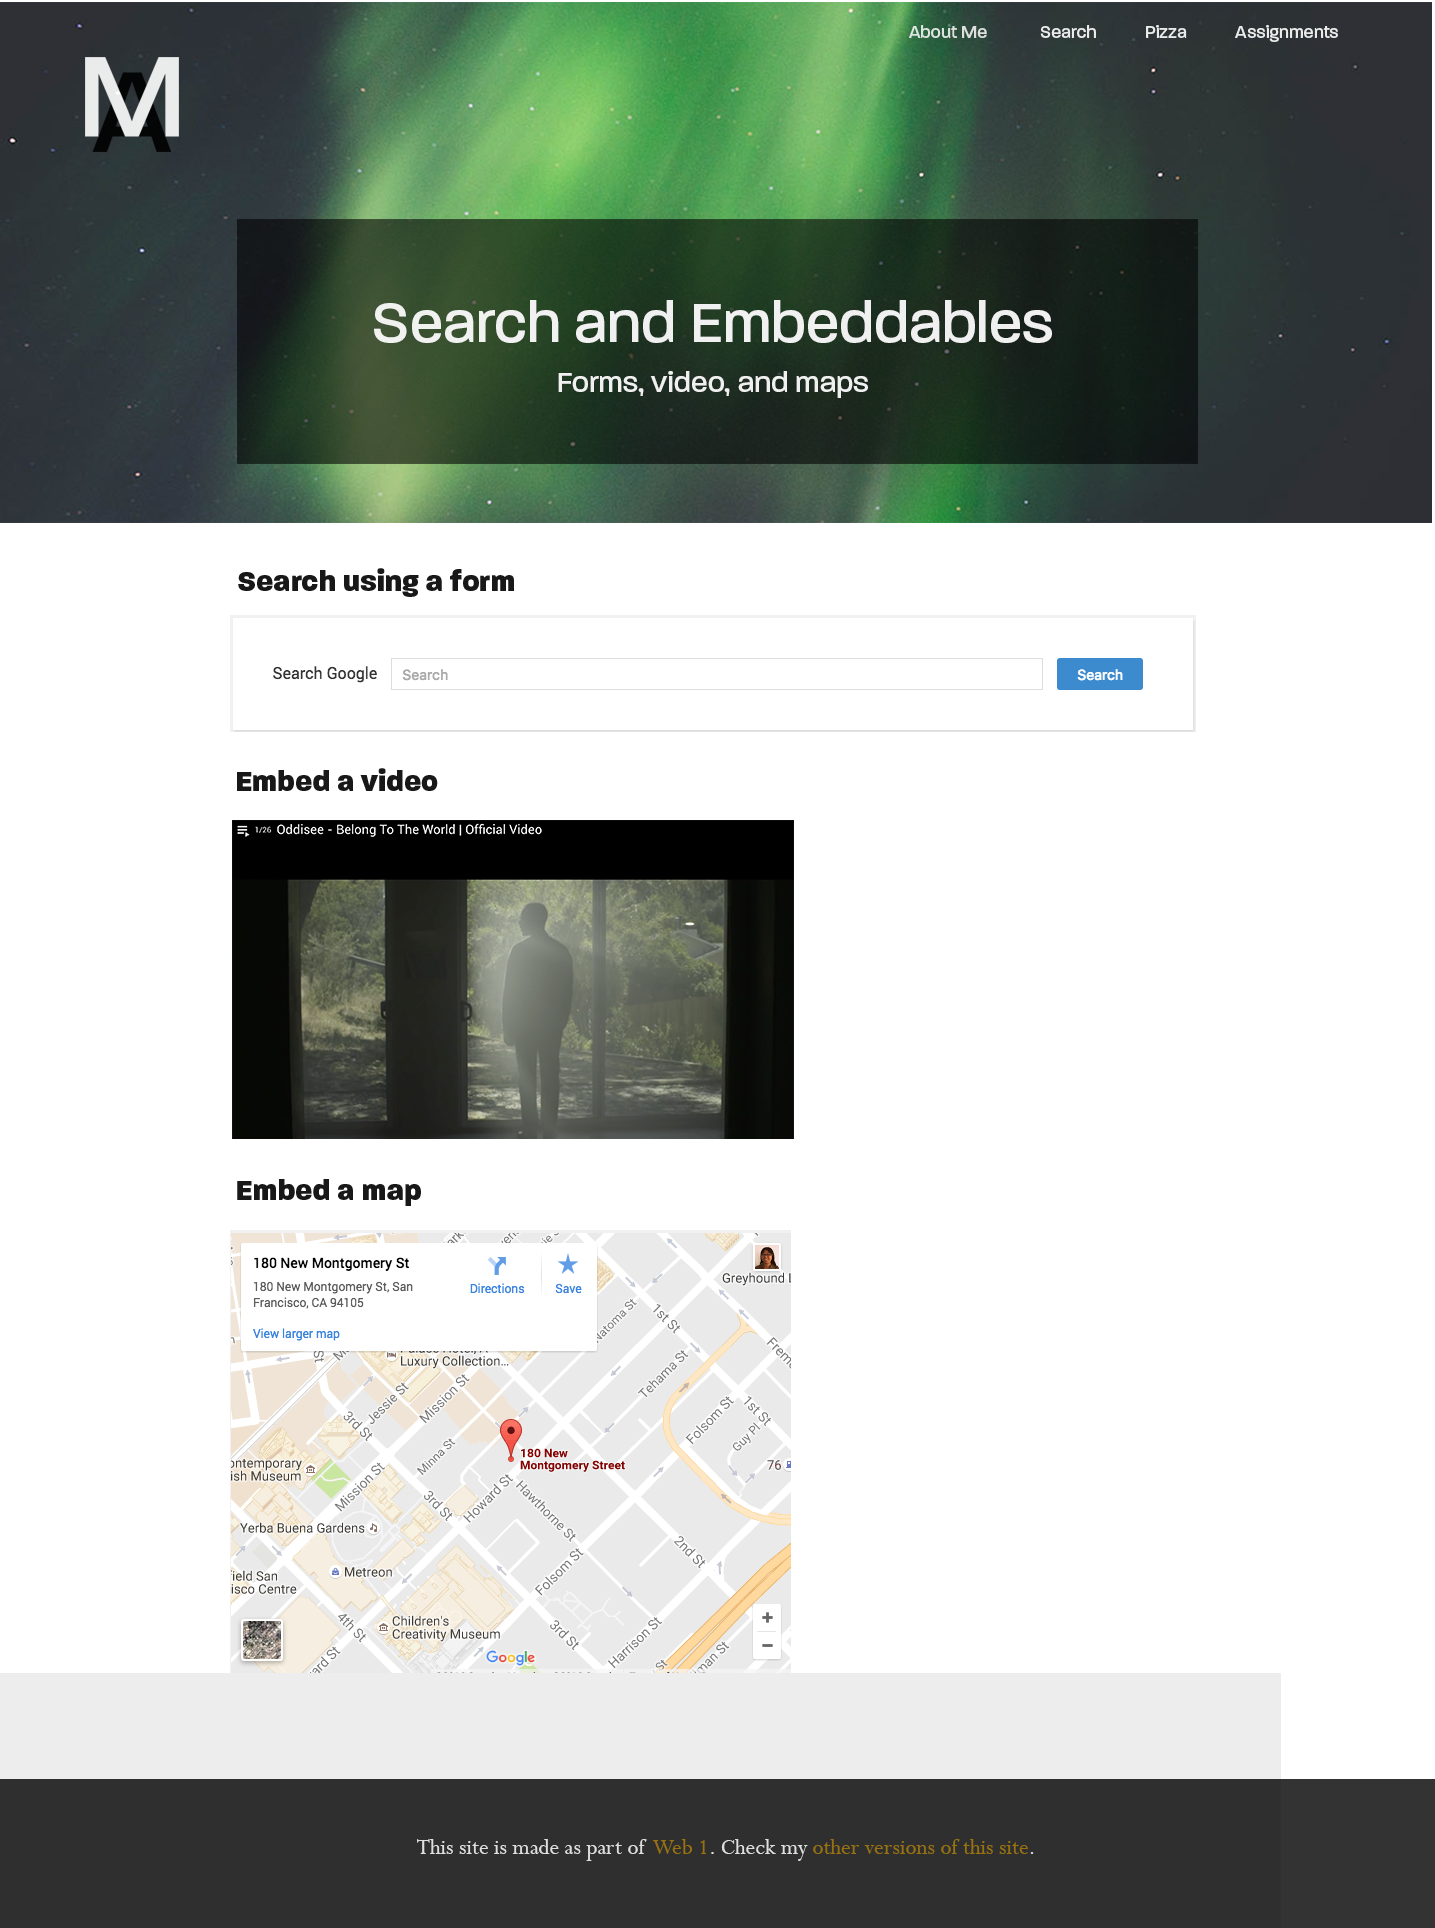 About Me Search Pizza Assignments
MA
Search and Embeddables
Forms, video, and maps
Search using a form
Search Google Search Search
Embed a video
1/26 Oddisee - Belong To The World | Official Video
Embed a map
180 New Montgomery St
180 New Montgomery St, San
Francisco, CA 94105
View larger map
Directions
Save
Greyhound
Natoma St
1st St
Tehama St
Luxury Collection...
Jessie St
Mission St
3rd St
Folsom St
1st St
Guy Pl
180 New
Montgomery Street
Minna St
76
ontemporary
ish Museum
Mission St
3rd St
Howard St
Hawthorne St
Yerba Buena Gardens
2nd St
Folsom St
Metreon
ield San
isco Centre
4th St
Children's
Creativity Museum
3rd St
Harrison St
+
−
Google
This site is made as part of Web 1. Check my other versions of this site.